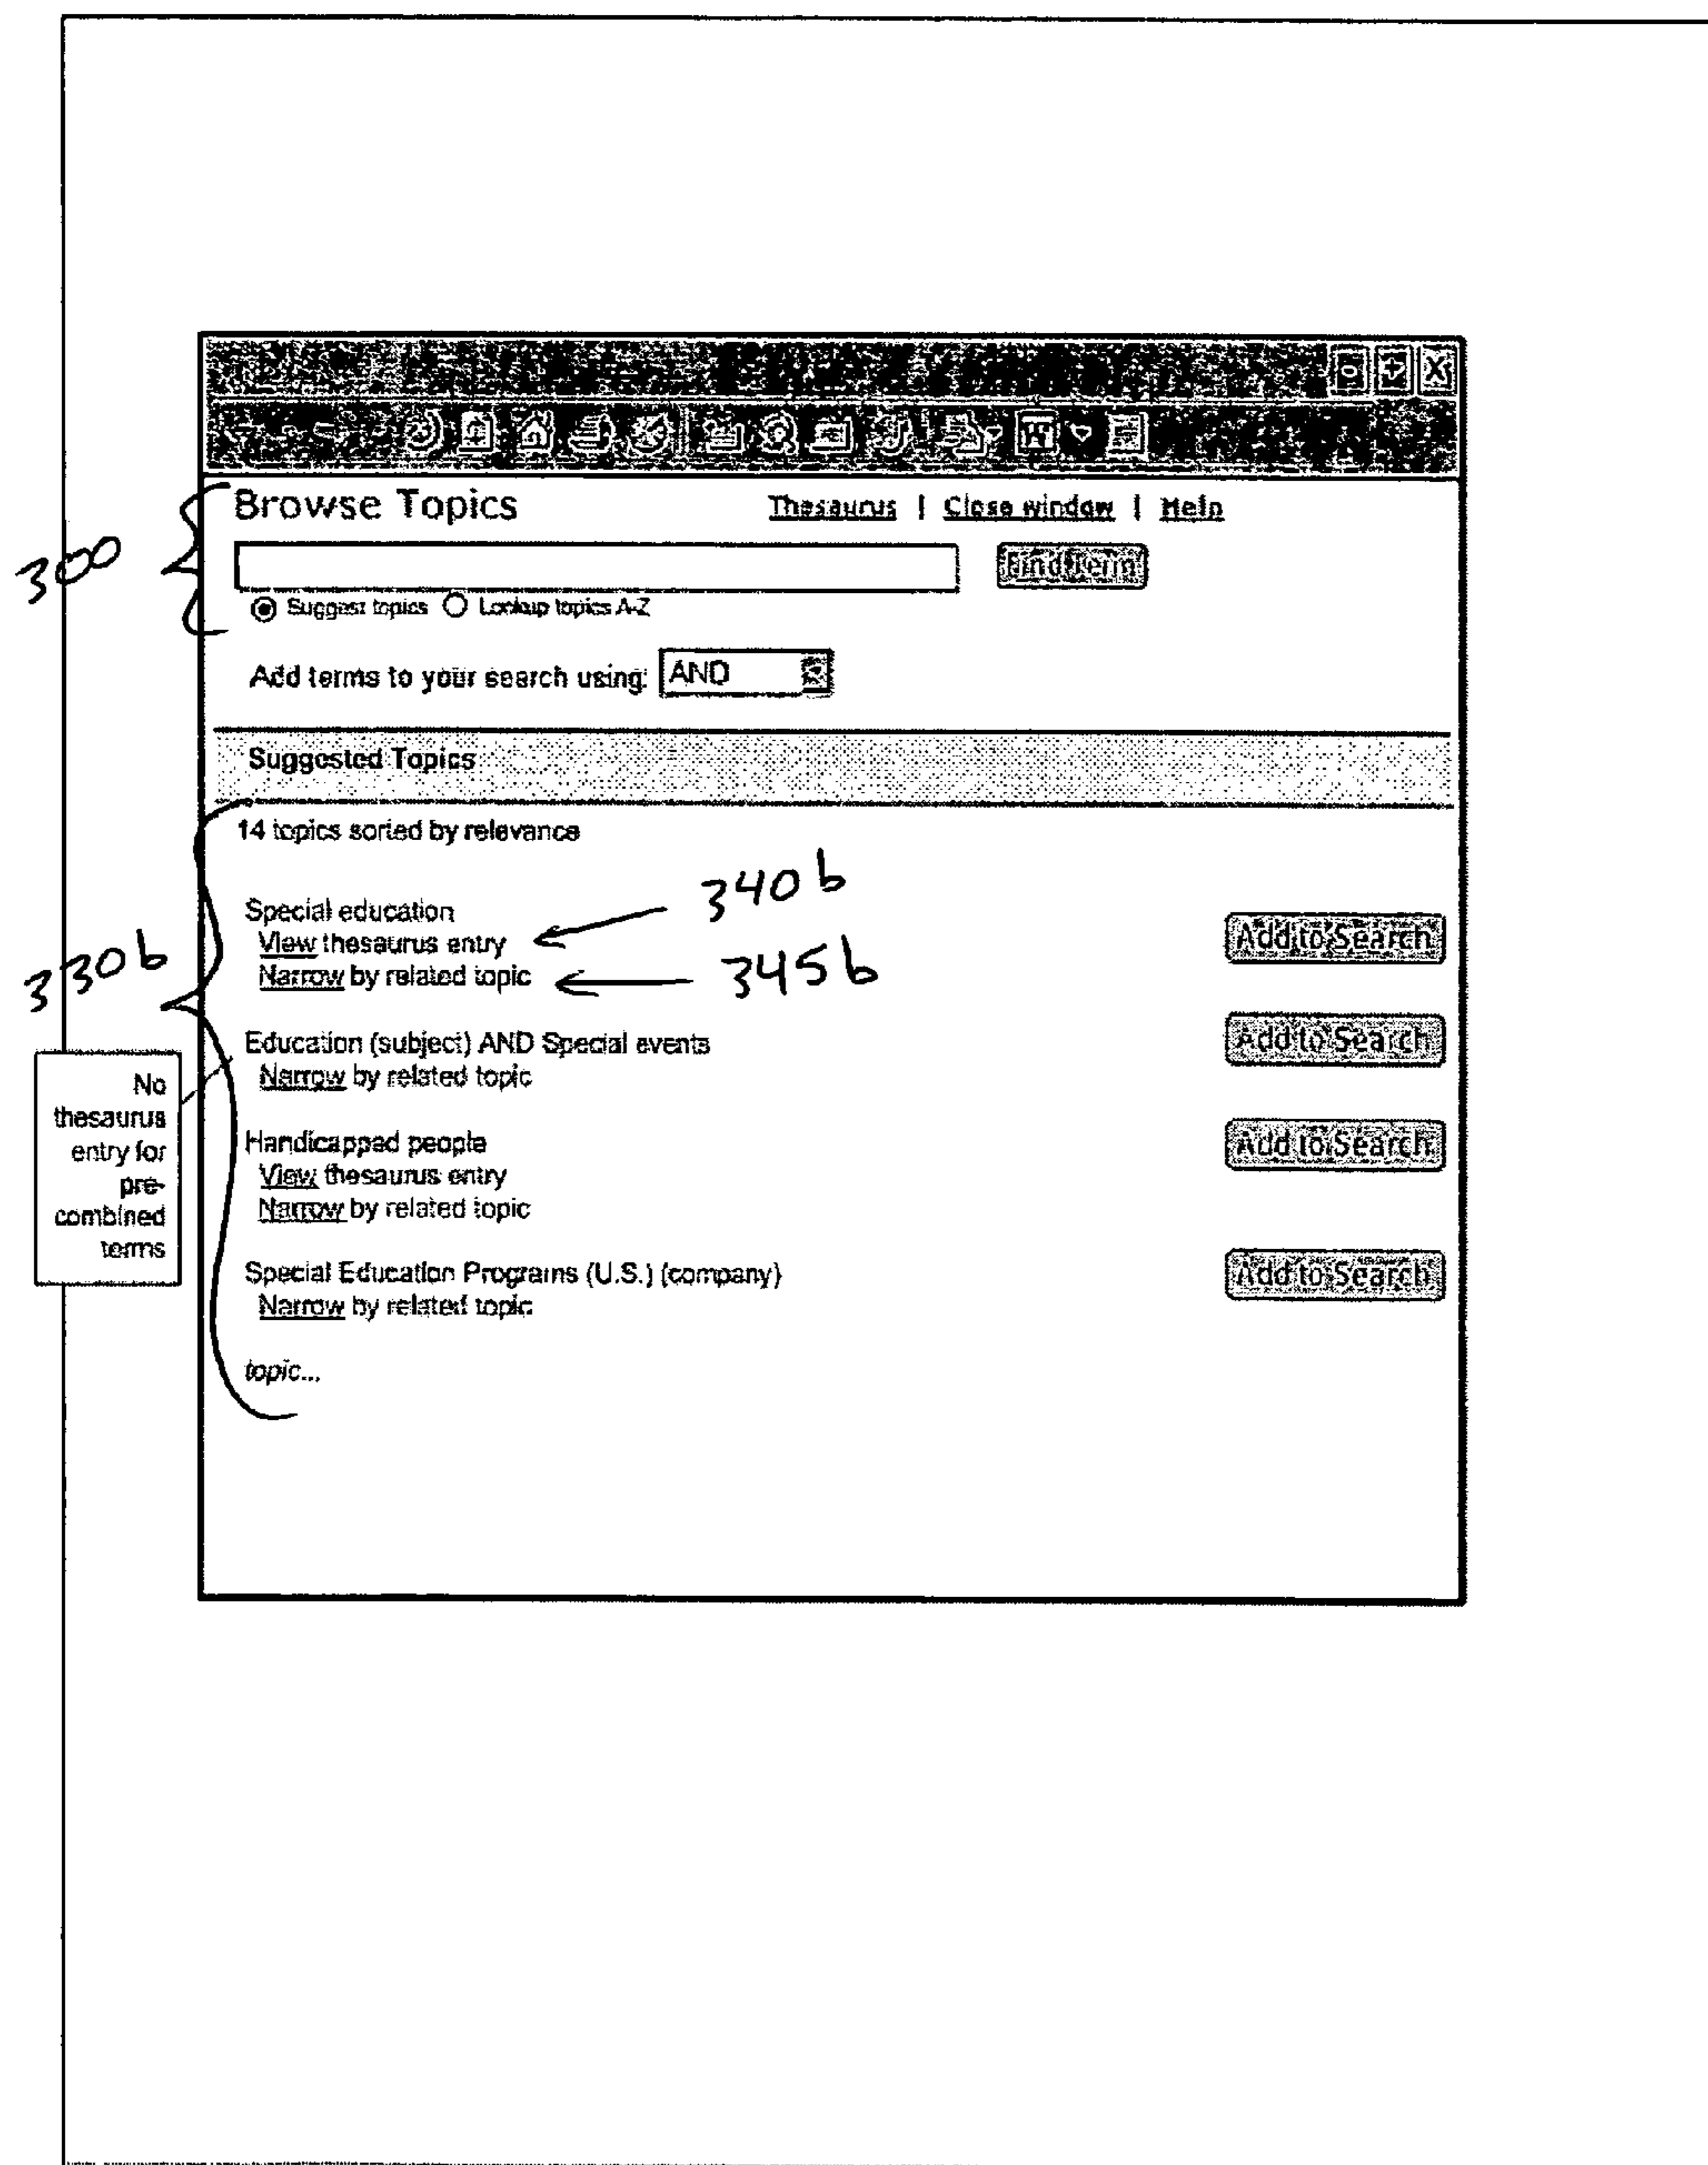 Browse Topics Thesaurus | Close window | Help
300
Find Term
Suggest topics Lookup topics A-Z
Add terms to your search using: AND
Suggested Topics
14 topics sorted by relevance
340b
Special education
View thesaurus entry Add to Search
330b
Narrow by related topic 345b
Education (subject) AND Special events Add to Search
Narrow by related topic
No
thesaurus
entry for
pre-
combined
terms
Handicapped people Add to Search
View thesaurus entry
Narrow by related topic
Special Education Programs (U.S.) (company) Add to Search
Narrow by related topic
topic...